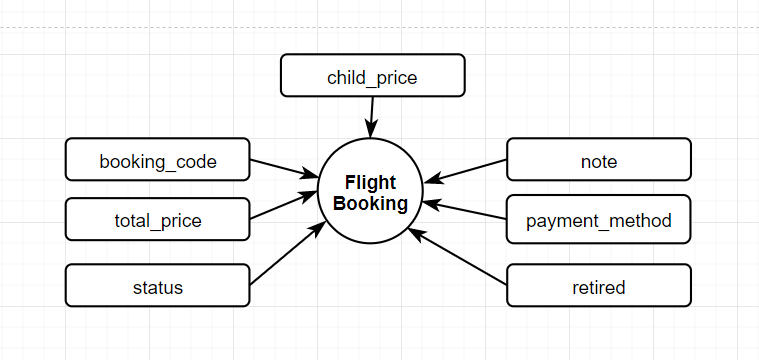 child_price
booking_code
total_price
status
Flight
Booking
note
payment_method
retired